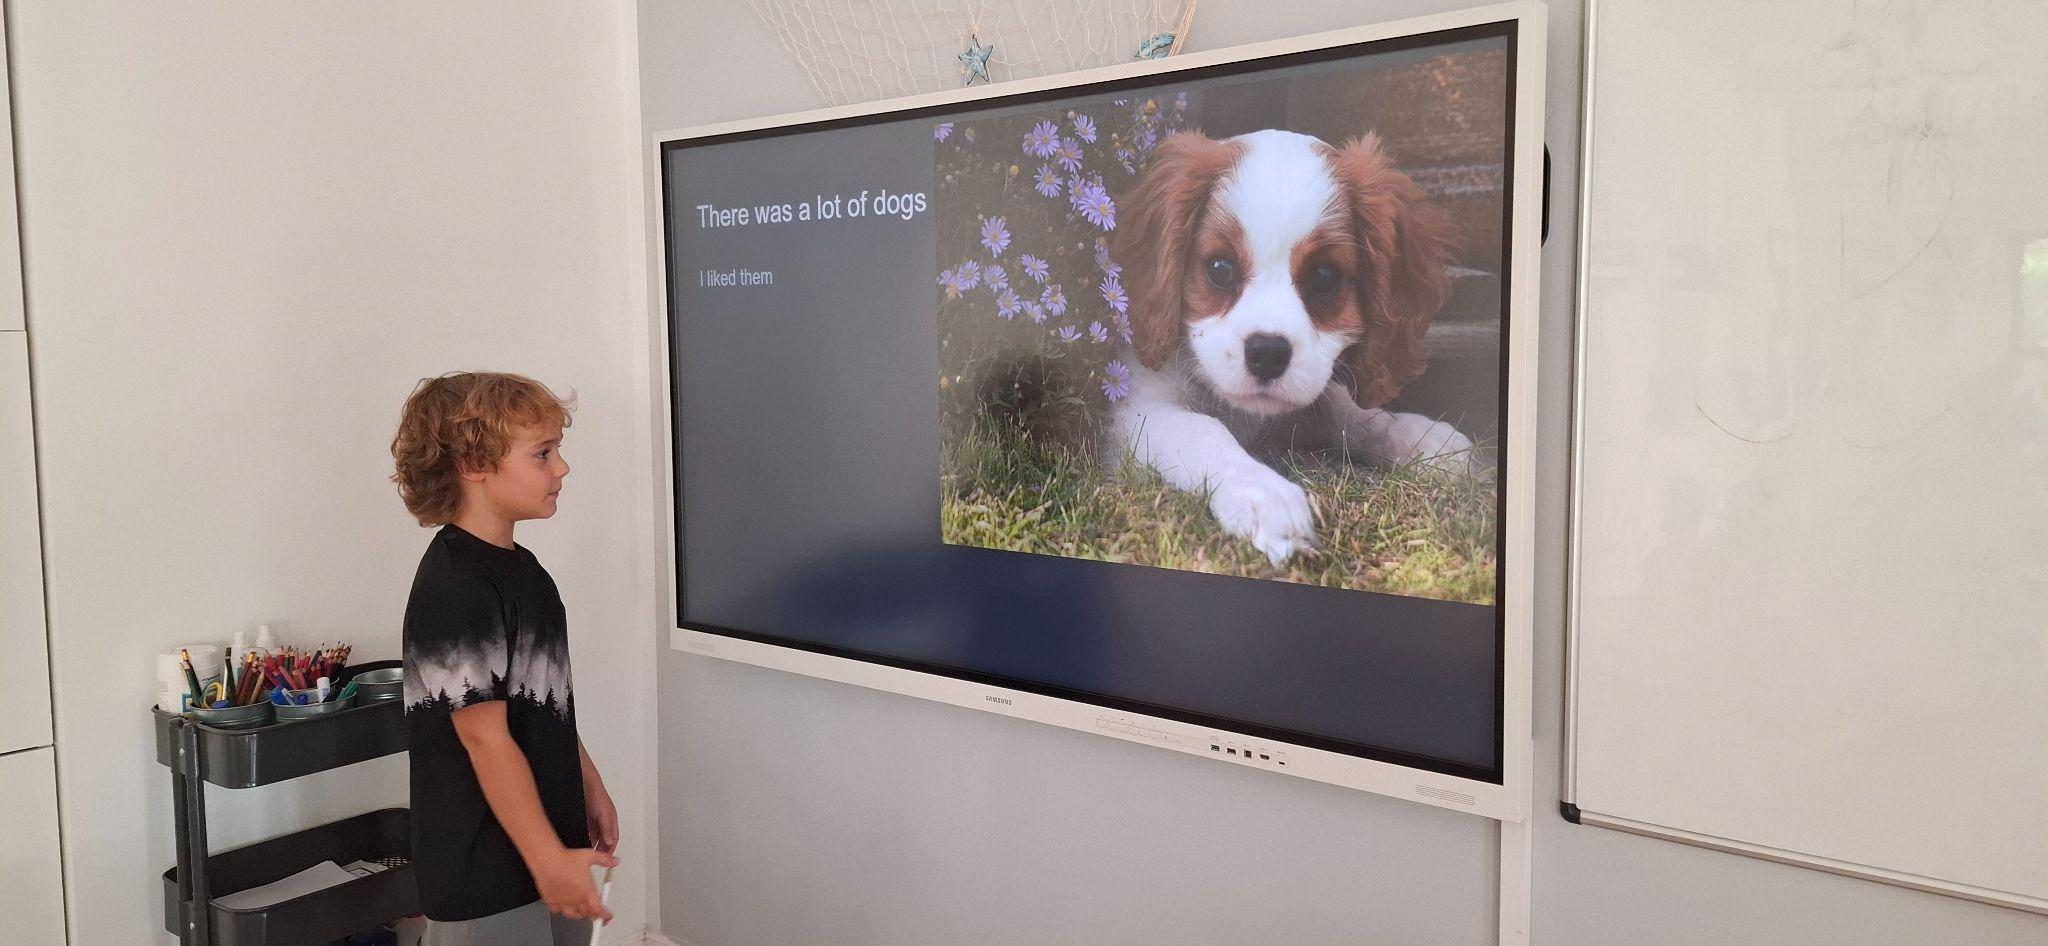 There was a lot of dogs
I liked them
SAMSUNG